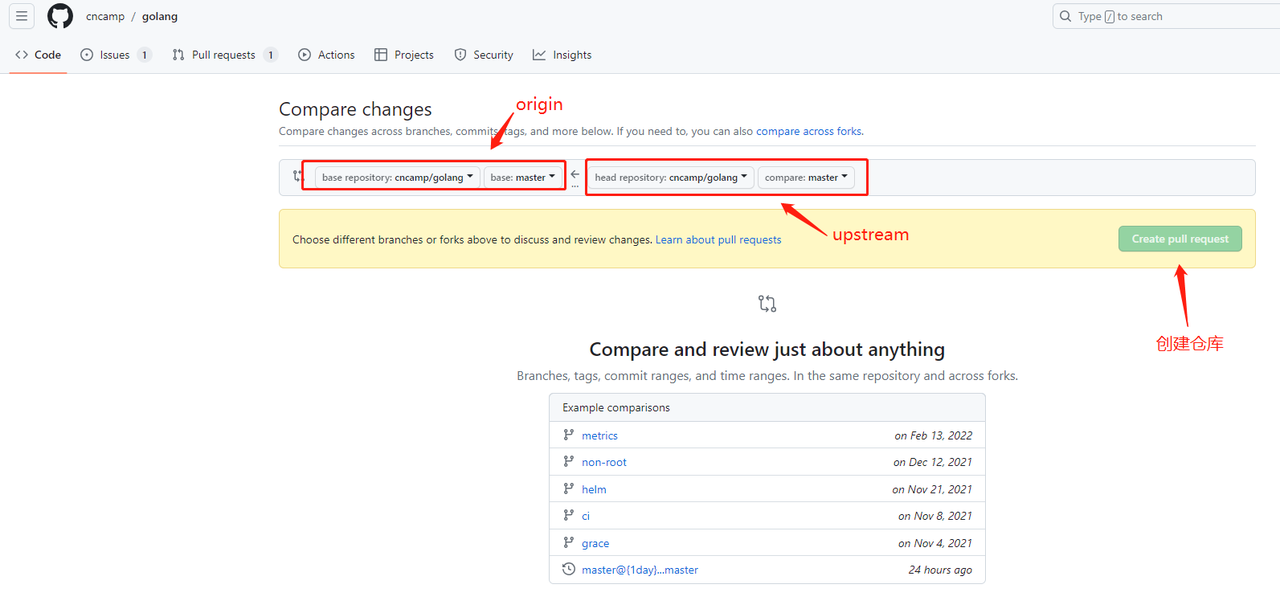 cncamp / golang
Type / to search
Code Issues 1 Pull requests 1 Actions Projects Security Insights
Compare changes
origin
Compare changes across branches, commits, tags, and more below. If you need to, you can also compare across forks.
base repository: cncamp/golang base: master ← ... head repository: cncamp/golang compare: master
upstream
Choose different branches or forks above to discuss and review changes. Learn about pull requests
Create pull request
创建仓库
Compare and review just about anything
Branches, tags, commit ranges, and time ranges. In the same repository and across forks.
Example comparisons
metrics on Feb 13, 2022
non-root on Dec 12, 2021
helm on Nov 21, 2021
ci on Nov 8, 2021
grace on Nov 4, 2021
master@{1day}...master 24 hours ago